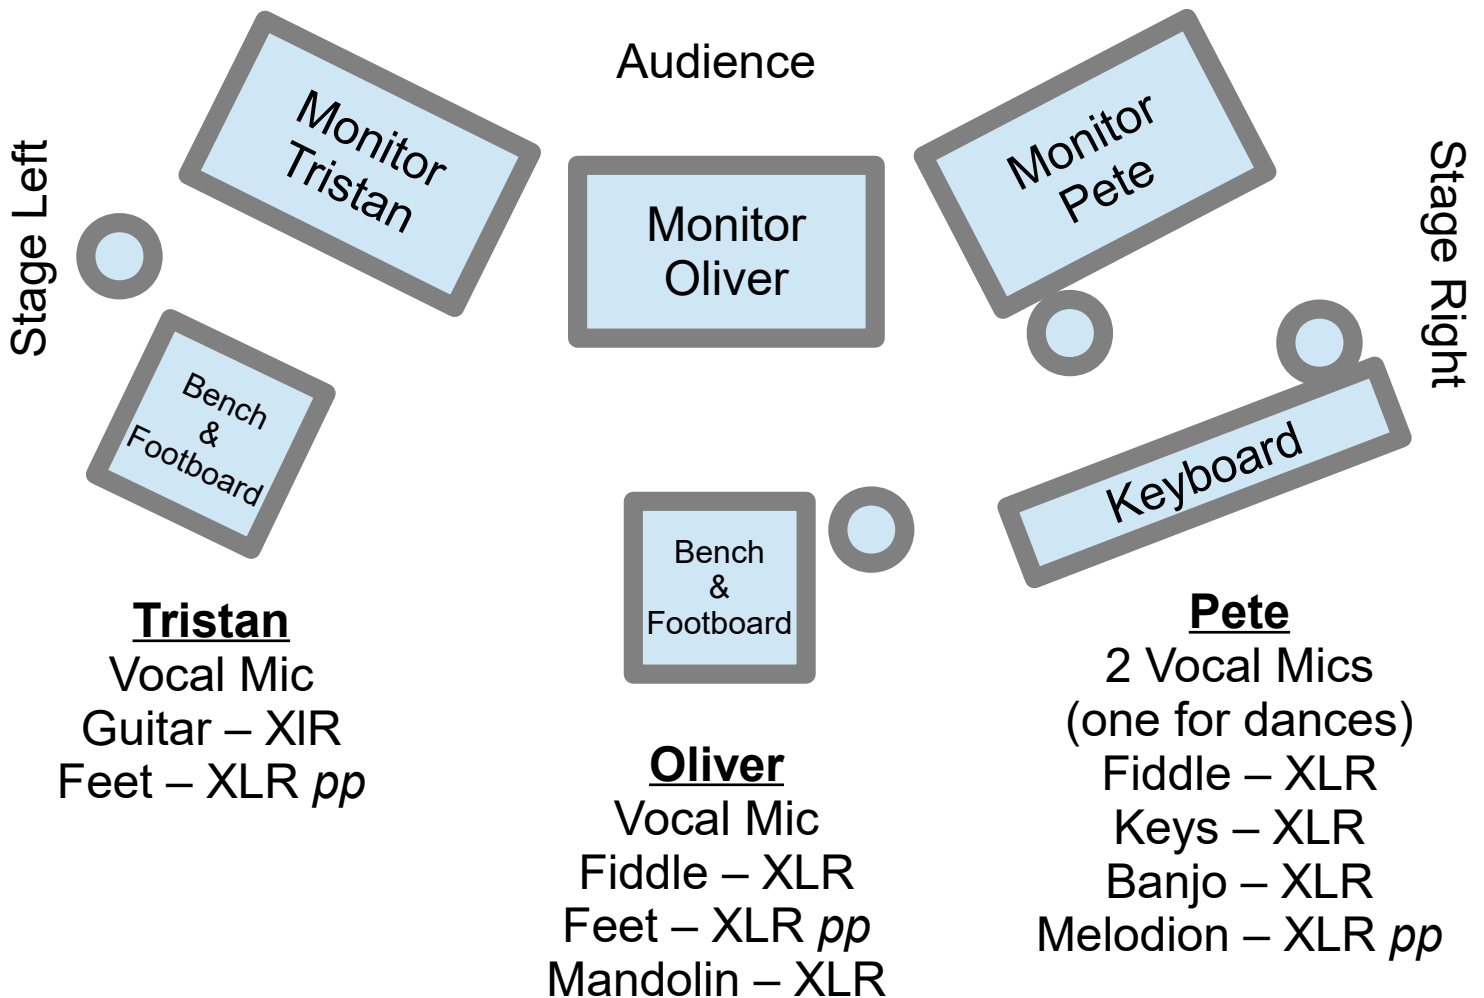 Audience
Stage Left
Monitor
Tristan
Monitor
Oliver
Monitor
Pete
Stage Right
Bench
&
Footboard
Bench
&
Footboard
Keyboard
Tristan
Vocal Mic
Guitar – XlR
Feet – XLR pp
Oliver
Vocal Mic
Fiddle – XLR
Feet – XLR pp
Mandolin – XLR
Pete
2 Vocal Mics
(one for dances)
Fiddle – XLR
Keys – XLR
Banjo – XLR
Melodion – XLR pp